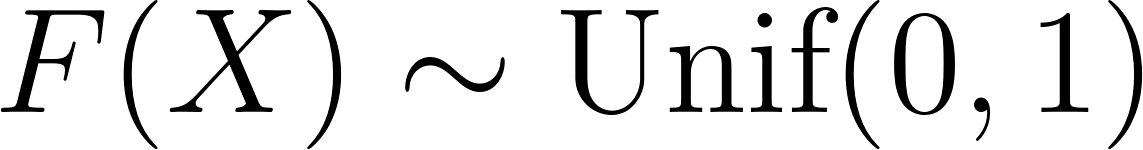 F(X) ∼ Unif(0, 1)